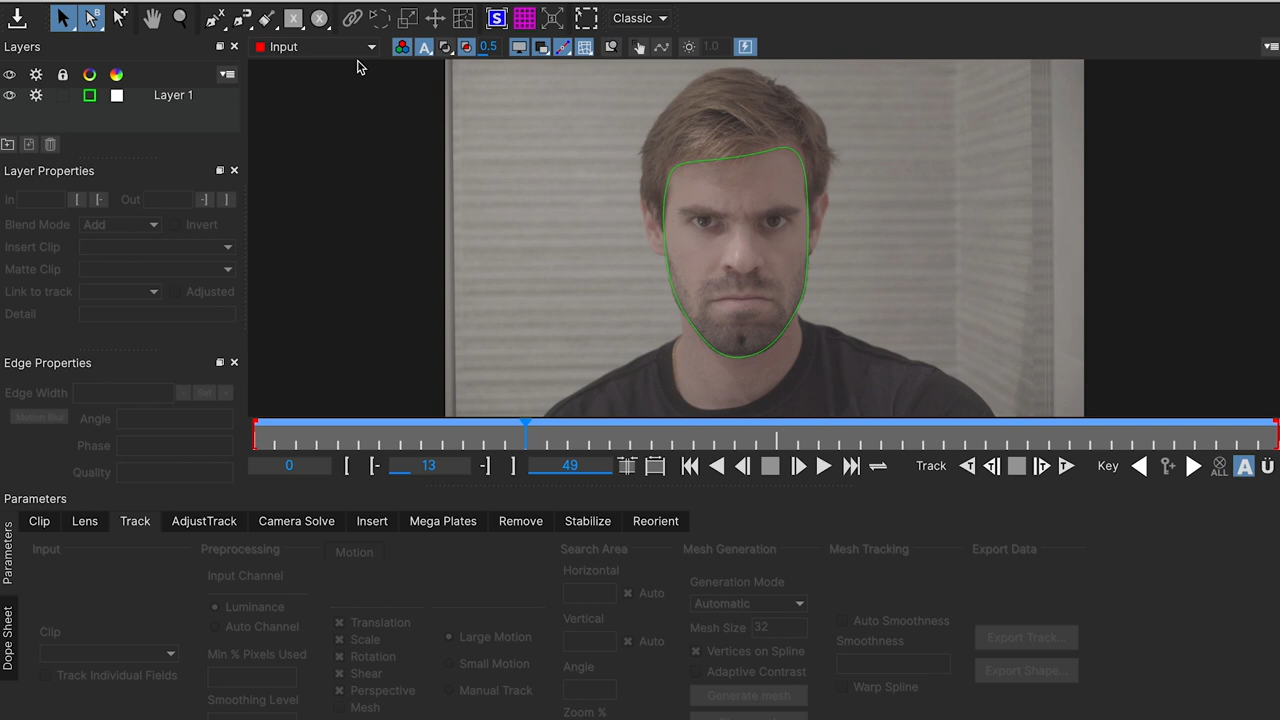 Classic
Layers
Input
0.5
1.0
Layer 1
Layer Properties
In
Out
Blend Mode
Add
Invert
Insert Clip
Matte Clip
Link to track
Adjusted
Detail
Edge Properties
Edge Width
Set
Motion Blur
Angle
Phase
Quality
0
13
49
Track
Key
ALL
Parameters
Clip
Lens
Track
AdjustTrack
Camera Solve
Insert
Mega Plates
Remove
Stabilize
Reorient
Parameters
Dope Sheet
Input
Clip
Track Individual Fields
Preprocessing
Input Channel
Luminance
Auto Channel
Min % Pixels Used
Smoothing Level
Motion
Translation
Scale
Rotation
Shear
Perspective
Mesh
Large Motion
Small Motion
Manual Track
Search Area
Horizontal
Auto
Vertical
Auto
Angle
Zoom %
Mesh Generation
Generation Mode
Automatic
Mesh Size
32
Vertices on Spline
Adaptive Contrast
Generate mesh
Mesh Tracking
Auto Smoothness
Smoothness
Warp Spline
Export Data
Export Track...
Export Shape...